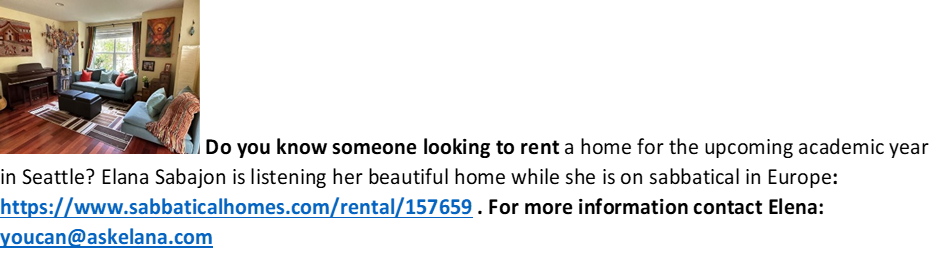 Do you know someone looking to rent a home for the upcoming academic year
in Seattle? Elana Sabajon is listening her beautiful home while she is on sabbatical in Europe:
https://www.sabbaticalhomes.com/rental/157659 . For more information contact Elena:
youcan@askelana.com